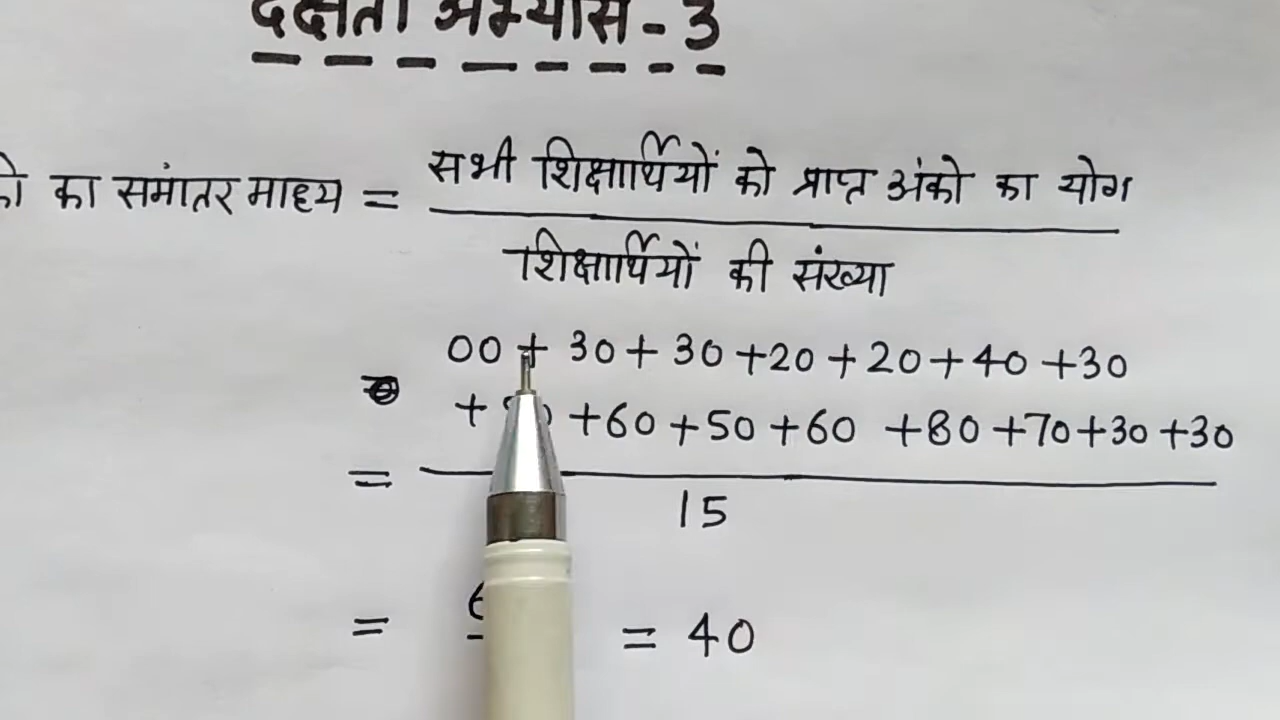 दक्षता अभ्यास - 3
का समांतर माध्य = सभी शिक्षार्थियों को प्राप्त अंको का योग
शिक्षार्थियों की संख्या
00 + 30 + 30 + 20 + 20 + 40 + 30
+ + 60 + 50 + 60 + 80 + 70 + 30 + 30
=
15
= = 40